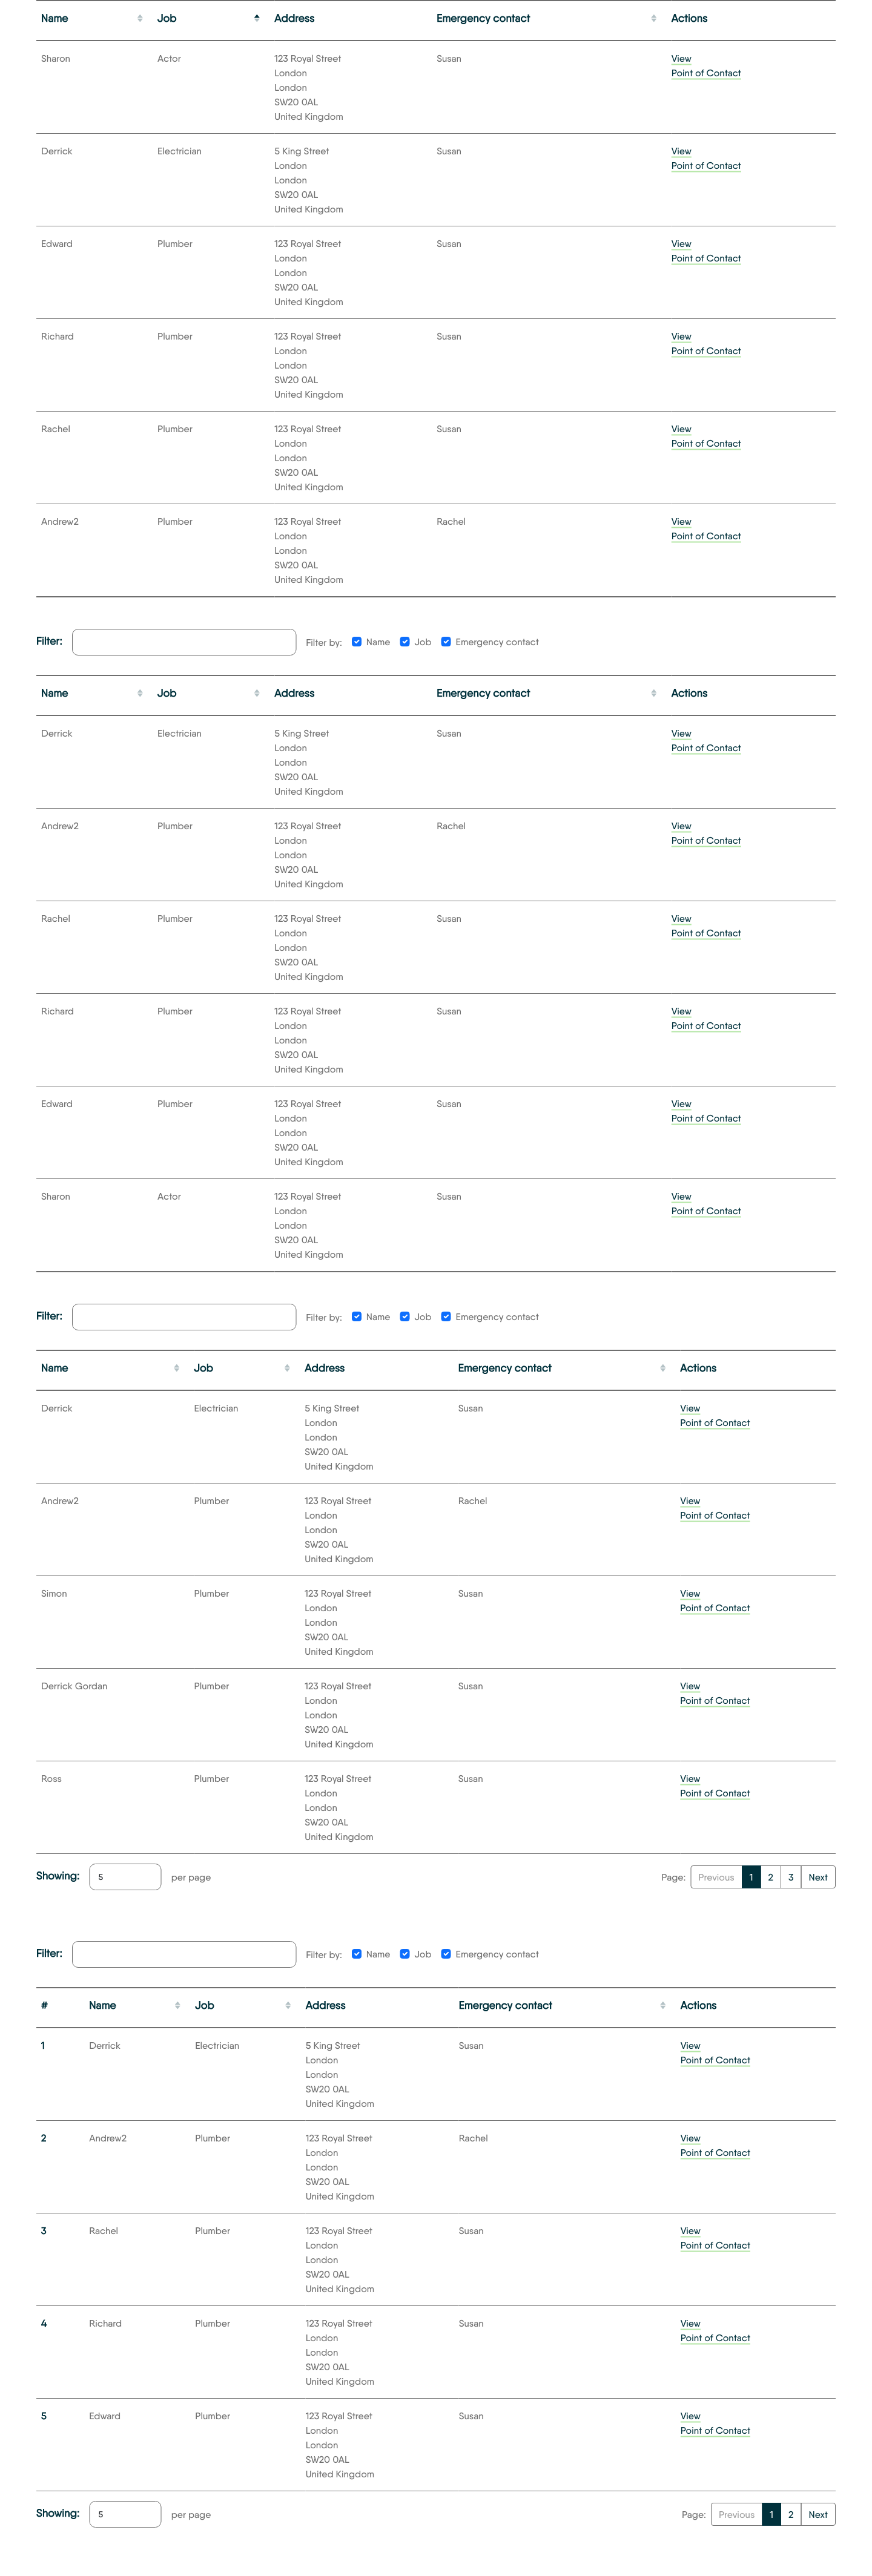 Name Job Address Emergency contact Actions
Sharon Actor 123 Royal Street Susan View
London Point of Contact
London
SW20 0AL
United Kingdom
Derrick Electrician 5 King Street Susan View
London Point of Contact
London
SW20 0AL
United Kingdom
Edward Plumber 123 Royal Street Susan View
London Point of Contact
London
SW20 0AL
United Kingdom
Richard Plumber 123 Royal Street Susan View
London Point of Contact
London
SW20 0AL
United Kingdom
Rachel Plumber 123 Royal Street Susan View
London Point of Contact
London
SW20 0AL
United Kingdom
Andrew2 Plumber 123 Royal Street Rachel View
London Point of Contact
London
SW20 0AL
United Kingdom
Filter: Filter by: Name Job Emergency contact
Name Job Address Emergency contact Actions
Derrick Electrician 5 King Street Susan View
London Point of Contact
London
SW20 0AL
United Kingdom
Andrew2 Plumber 123 Royal Street Rachel View
London Point of Contact
London
SW20 0AL
United Kingdom
Rachel Plumber 123 Royal Street Susan View
London Point of Contact
London
SW20 0AL
United Kingdom
Richard Plumber 123 Royal Street Susan View
London Point of Contact
London
SW20 0AL
United Kingdom
Edward Plumber 123 Royal Street Susan View
London Point of Contact
London
SW20 0AL
United Kingdom
Sharon Actor 123 Royal Street Susan View
London Point of Contact
London
SW20 0AL
United Kingdom
Filter: Filter by: Name Job Emergency contact
Name Job Address Emergency contact Actions
Derrick Electrician 5 King Street Susan View
London Point of Contact
London
SW20 0AL
United Kingdom
Andrew2 Plumber 123 Royal Street Rachel View
London Point of Contact
London
SW20 0AL
United Kingdom
Simon Plumber 123 Royal Street Susan View
London Point of Contact
London
SW20 0AL
United Kingdom
Derrick Gordan Plumber 123 Royal Street Susan View
London Point of Contact
London
SW20 0AL
United Kingdom
Ross Plumber 123 Royal Street Susan View
London Point of Contact
London
SW20 0AL
United Kingdom
Showing: 5 per page Page: Previous 1 2 3 Next
Filter: Filter by: Name Job Emergency contact
# Name Job Address Emergency contact Actions
1 Derrick Electrician 5 King Street Susan View
London Point of Contact
London
SW20 0AL
United Kingdom
2 Andrew2 Plumber 123 Royal Street Rachel View
London Point of Contact
London
SW20 0AL
United Kingdom
3 Rachel Plumber 123 Royal Street Susan View
London Point of Contact
London
SW20 0AL
United Kingdom
4 Richard Plumber 123 Royal Street Susan View
London Point of Contact
London
SW20 0AL
United Kingdom
5 Edward Plumber 123 Royal Street Susan View
London Point of Contact
London
SW20 0AL
United Kingdom
Showing: 5 per page Page: Previous 1 2 Next